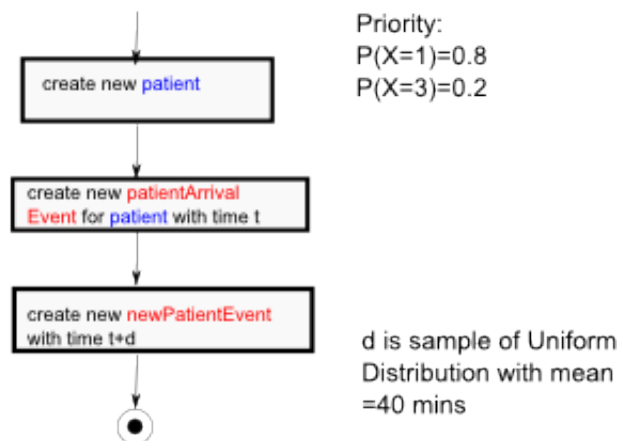 Priority:
P(X=1)=0.8
P(X=3)=0.2
create new patient
create new patientArrival
Event for patient with time t
create new newPatientEvent
with time t+d
d is sample of Uniform
Distribution with mean
=40 mins